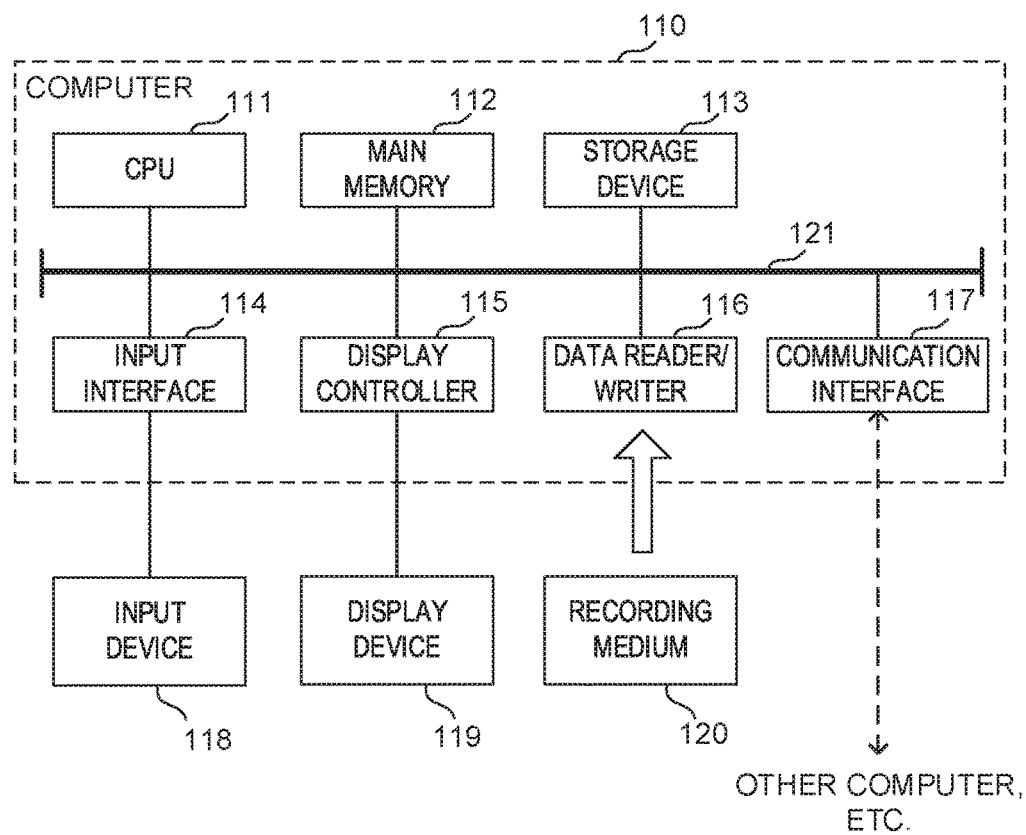 110
COMPUTER
111
112
113
CPU
MAIN
MEMORY
STORAGE
DEVICE
121
114
115
116
117
INPUT
INTERFACE
DISPLAY
CONTROLLER
DATA READER/
WRITER
COMMUNICATION
INTERFACE
INPUT
DEVICE
DISPLAY
DEVICE
RECORDING
MEDIUM
118
119
120
OTHER COMPUTER,
ETC.